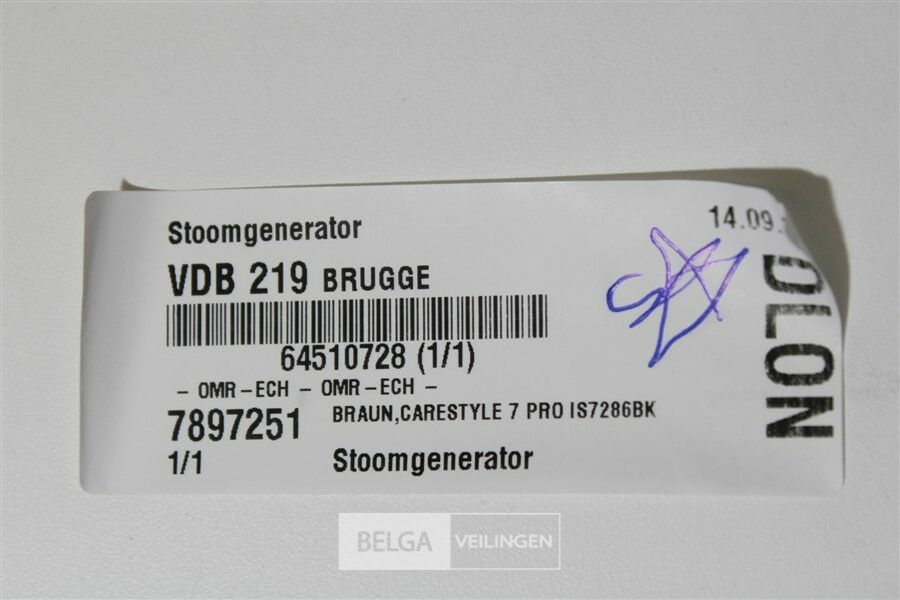 Stoomgenerator
14.09.
VDB 219 BRUGGE
64510728 (1/1)
– OMR–ECH – OMR–ECH –
7897251 BRAUN,CARESTYLE 7 PRO IS7286BK
1/1 Stoomgenerator
OLON
BELGA VEILINGEN